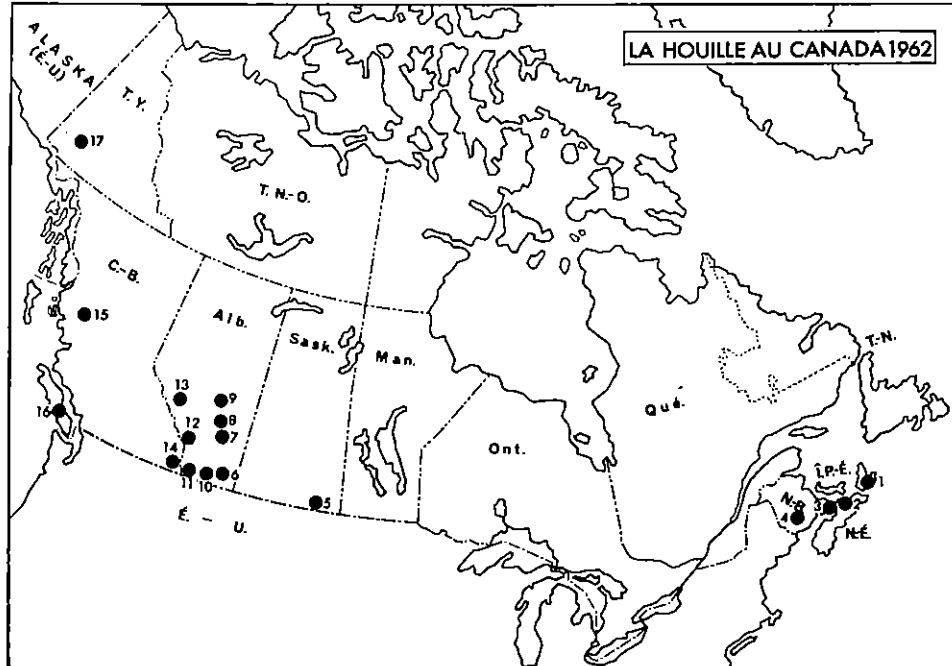 LA HOUILLE AU CANADA 1962
ALASKA
(É-U)
T. Y.
17
T. N.-O.
C.-B.
15
Alb.
Sask.
Man.
T.-N.
Qué.
13
9
16
8
12
7
Ont.
14
11
10
6
5
É. – U.
Î.P.-É.
1
N.-B.
4
3
2
N.-É.